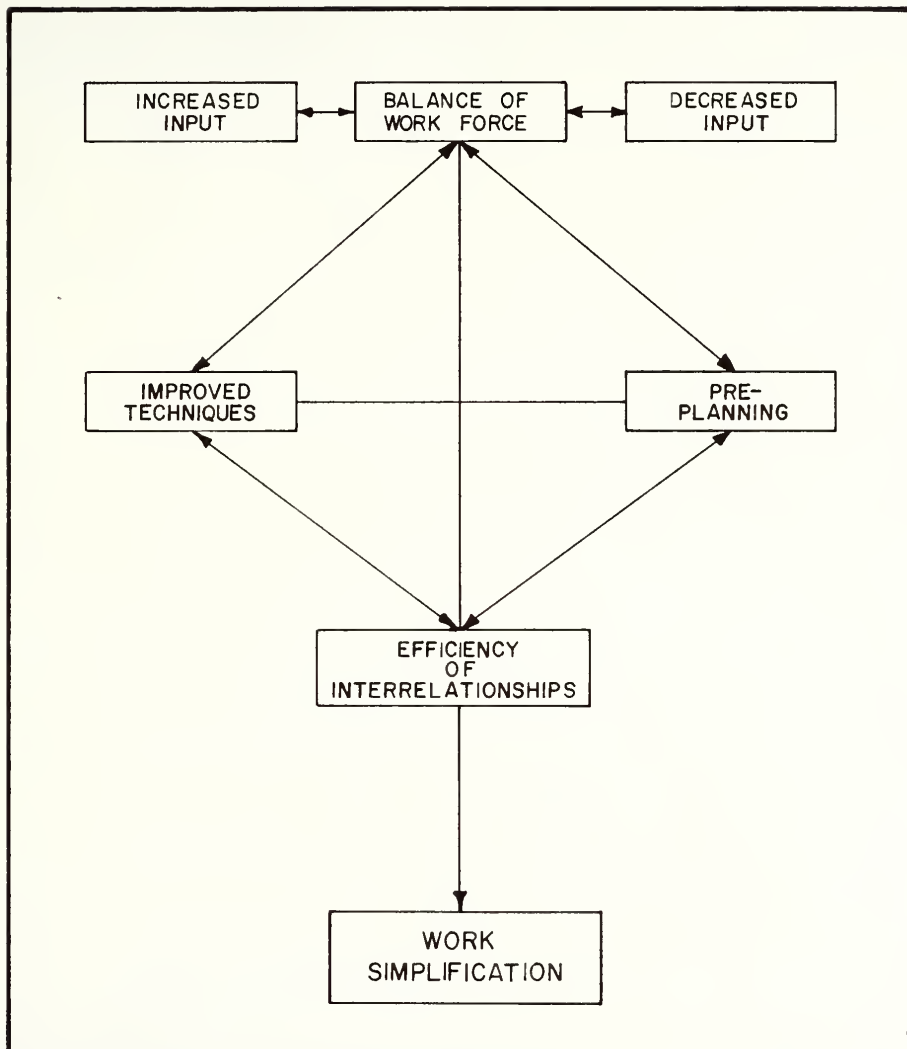 INCREASED
INPUT
BALANCE OF
WORK FORCE
DECREASED
INPUT
IMPROVED
TECHNIQUES
PRE-
PLANNING
EFFICIENCY
OF
INTERRELATIONSHIPS
WORK
SIMPLIFICATION